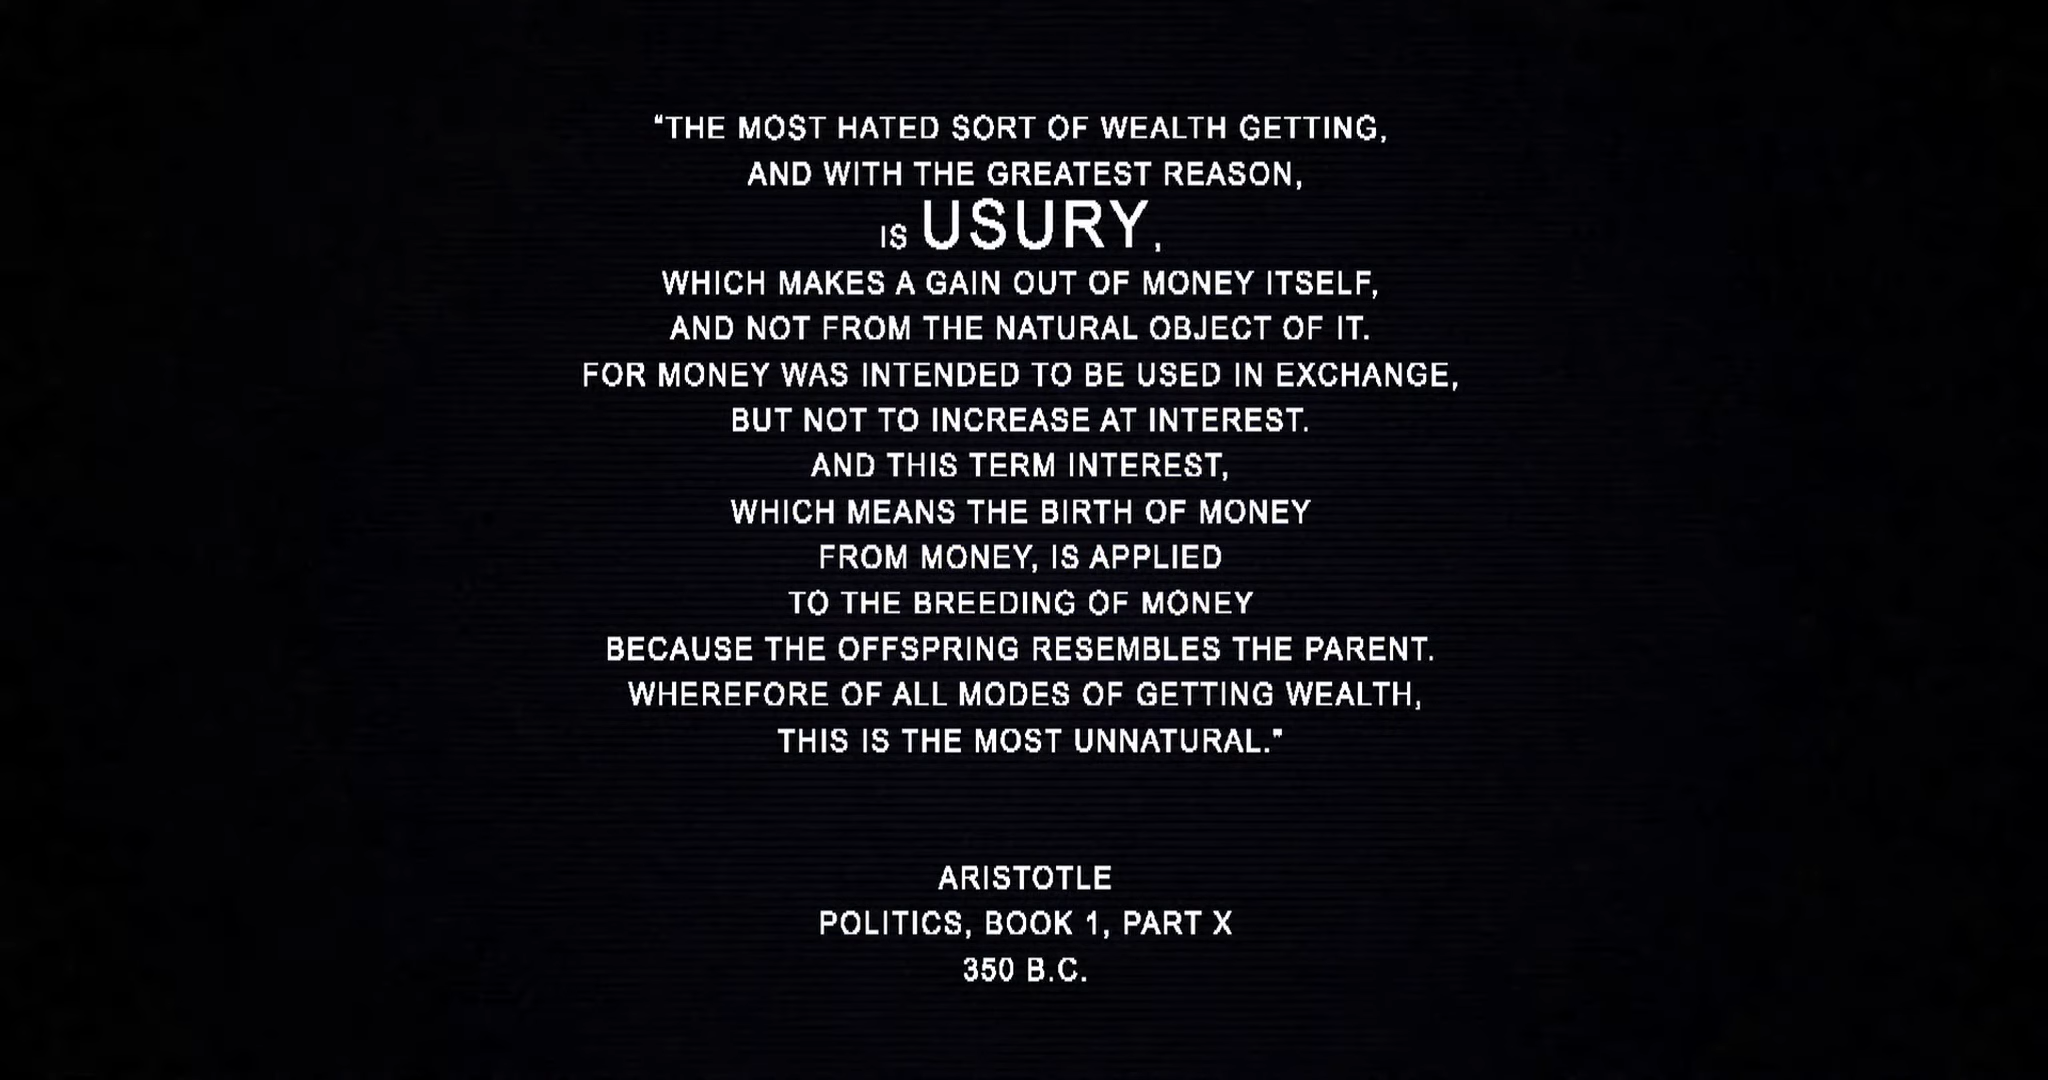 "THE MOST HATED SORT OF WEALTH GETTING,
AND WITH THE GREATEST REASON,
IS USURY,
WHICH MAKES A GAIN OUT OF MONEY ITSELF,
AND NOT FROM THE NATURAL OBJECT OF IT.
FOR MONEY WAS INTENDED TO BE USED IN EXCHANGE,
BUT NOT TO INCREASE AT INTEREST.
AND THIS TERM INTEREST,
WHICH MEANS THE BIRTH OF MONEY
FROM MONEY, IS APPLIED
TO THE BREEDING OF MONEY
BECAUSE THE OFFSPRING RESEMBLES THE PARENT.
WHEREFORE OF ALL MODES OF GETTING WEALTH,
THIS IS THE MOST UNNATURAL."
ARISTOTLE
POLITICS, BOOK 1, PART X
350 B.C.